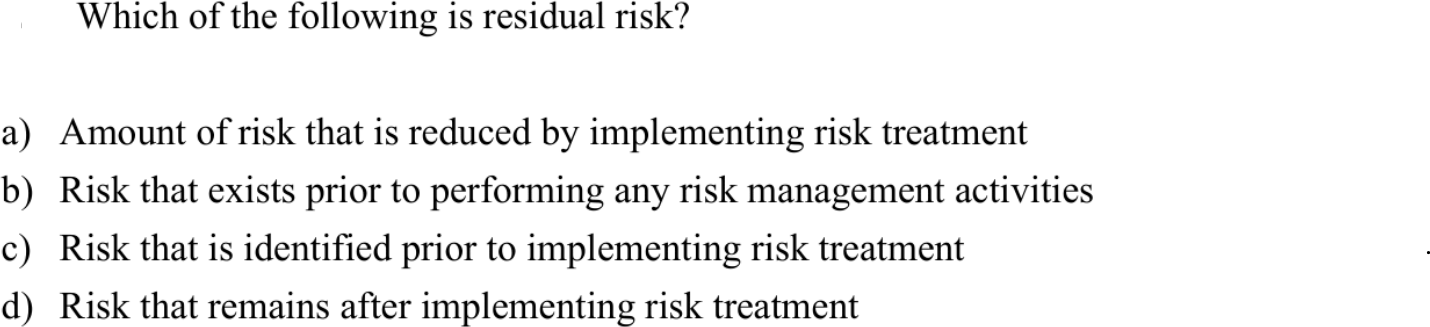 Which of the following is residual risk?
a) Amount of risk that is reduced by implementing risk treatment
b) Risk that exists prior to performing any risk management activities
c) Risk that is identified prior to implementing risk treatment
d) Risk that remains after implementing risk treatment